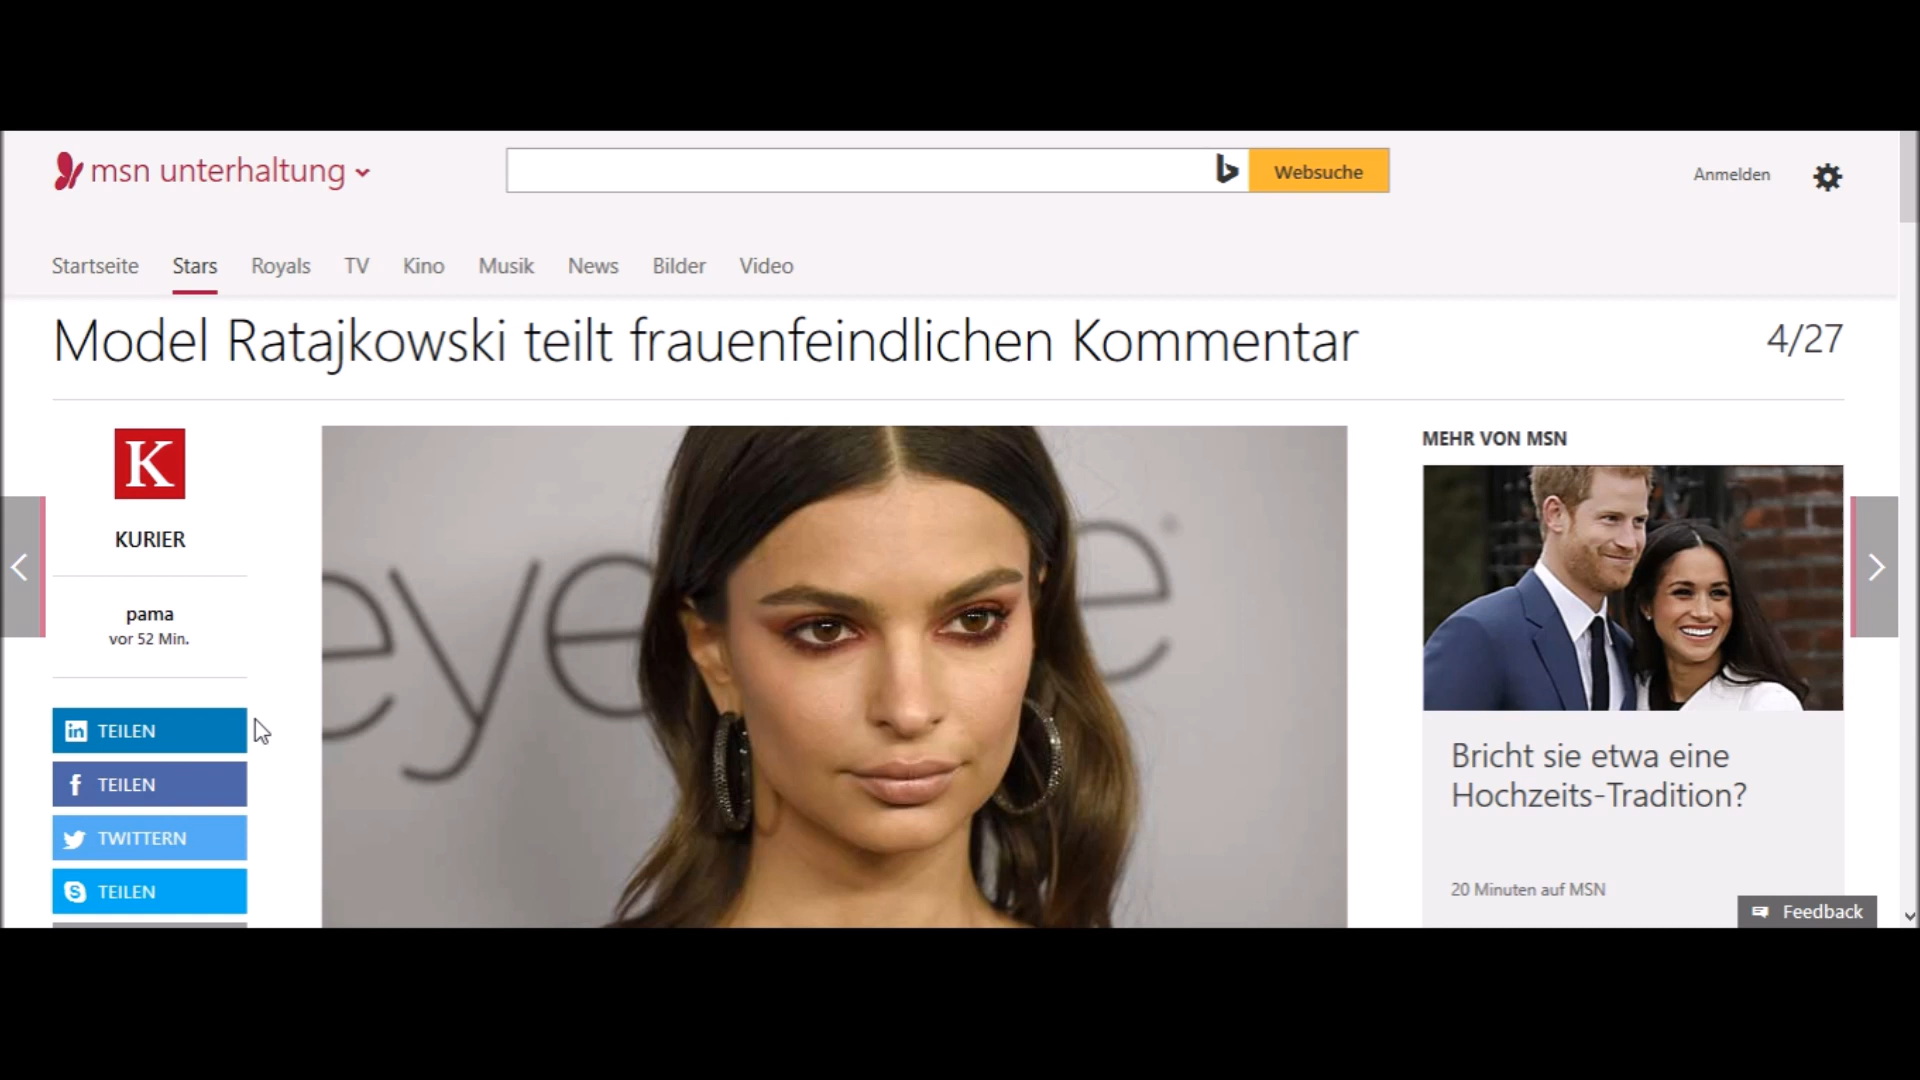 msn unterhaltung
Websuche
Anmelden
Startseite Stars Royals TV Kino Musik News Bilder Video
Model Ratajkowski teilt frauenfeindlichen Kommentar
4/27
K
KURIER
pama
vor 52 Min.
in TEILEN
f TEILEN
TWITTERN
S TEILEN
eye e
MEHR VON MSN
Bricht sie etwa eine
Hochzeits-Tradition?
20 Minuten auf MSN
Feedback